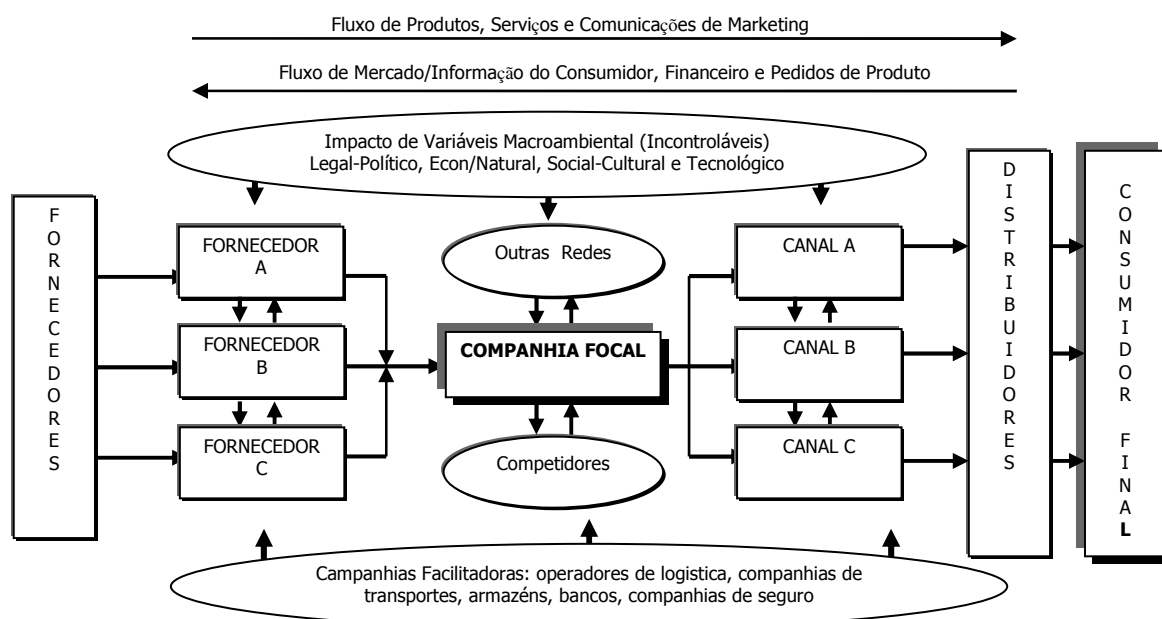 Fluxo de Produtos, Serviços e Comunicações de Marketing
Fluxo de Mercado/Informação do Consumidor, Financeiro e Pedidos de Produto
Impacto de Variáveis Macroambiental (Incontroláveis)
Legal-Político, Econ/Natural, Social-Cultural e Tecnológico
FORNECEDORES
FORNECEDOR
A
FORNECEDOR
B
FORNECEDOR
C
Outras Redes
COMPANHIA FOCAL
Competidores
CANAL A
CANAL B
CANAL C
DISTRIBUIDORES
CONSUMIDOR FINAL
Campanhias Facilitadoras: operadores de logistica, companhias de
transportes, armazéns, bancos, companhias de seguro